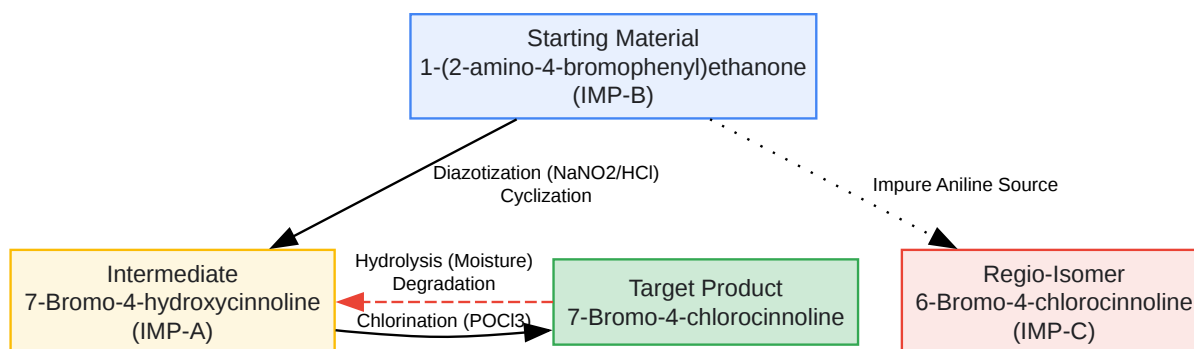 Starting Material
1-(2-amino-4-bromophenyl)ethanone
(IMP-B)
Diazotization (NaNO2/HCl)
Cyclization
Impure Aniline Source
Intermediate
7-Bromo-4-hydroxycinnoline
(IMP-A)
Hydrolysis (Moisture)
Degradation
Chlorination (POCl3)
Target Product
7-Bromo-4-chlorocinnoline
Regio-Isomer
6-Bromo-4-chlorocinnoline
(IMP-C)